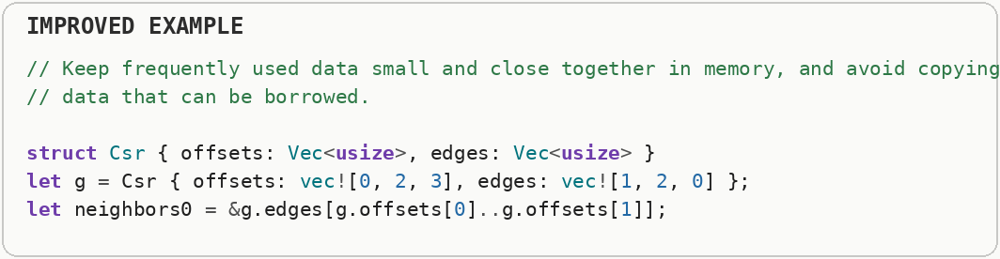 IMPROVED EXAMPLE
// Keep frequently used data small and close together in memory, and avoid copying
// data that can be borrowed.
struct Csr { offsets: Vec<usize>, edges: Vec<usize> }
let g = Csr { offsets: vec![0, 2, 3], edges: vec![1, 2, 0] };
let neighbors0 = &g.edges[g.offsets[0]..g.offsets[1]];